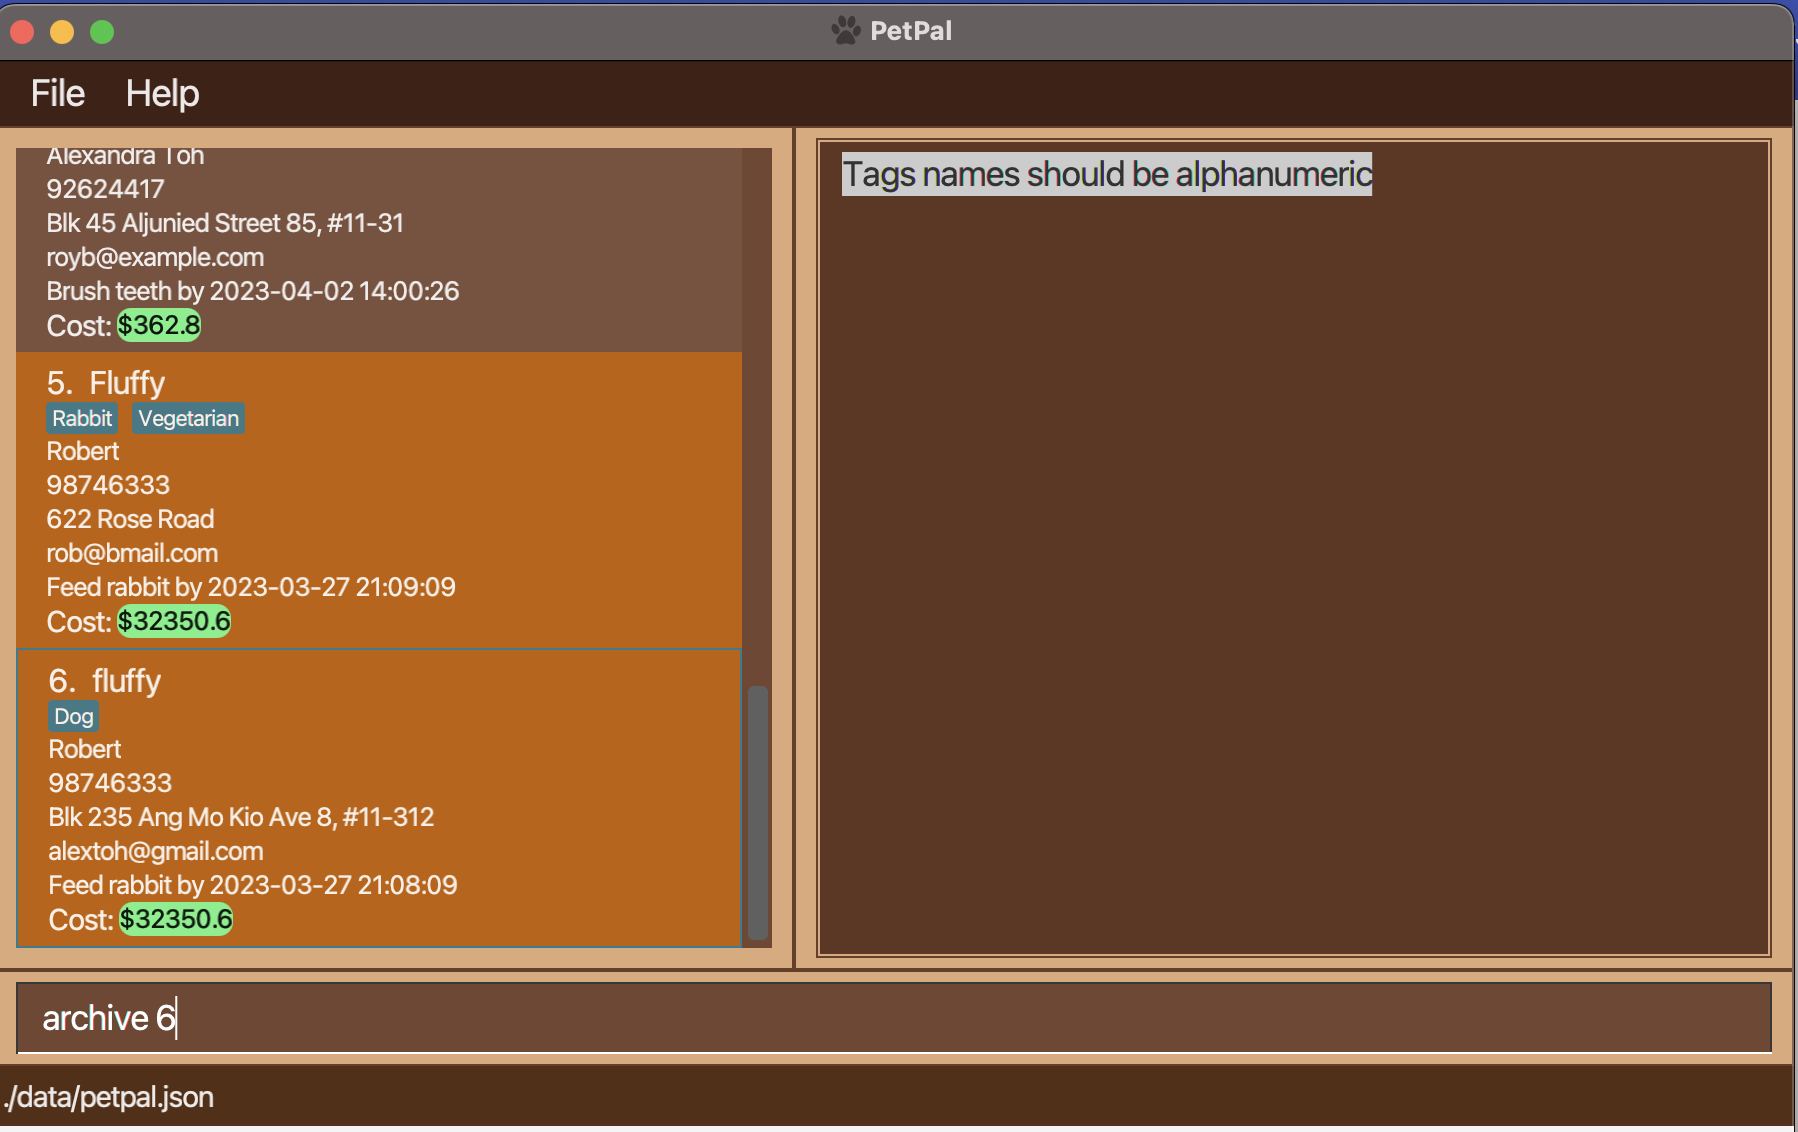 PetPal
File Help
Alexandra Toh
92624417
Blk 45 Aljunied Street 85, #11-31
royb@example.com
Brush teeth by 2023-04-02 14:00:26
Cost: $362.8
5. Fluffy
Rabbit Vegetarian
Robert
98746333
622 Rose Road
rob@bmail.com
Feed rabbit by 2023-03-27 21:09:09
Cost: $32350.6
6. fluffy
Dog
Robert
98746333
Blk 235 Ang Mo Kio Ave 8, #11-312
alextoh@gmail.com
Feed rabbit by 2023-03-27 21:08:09
Cost: $32350.6
Tags names should be alphanumeric
archive 6
./data/petpal.json